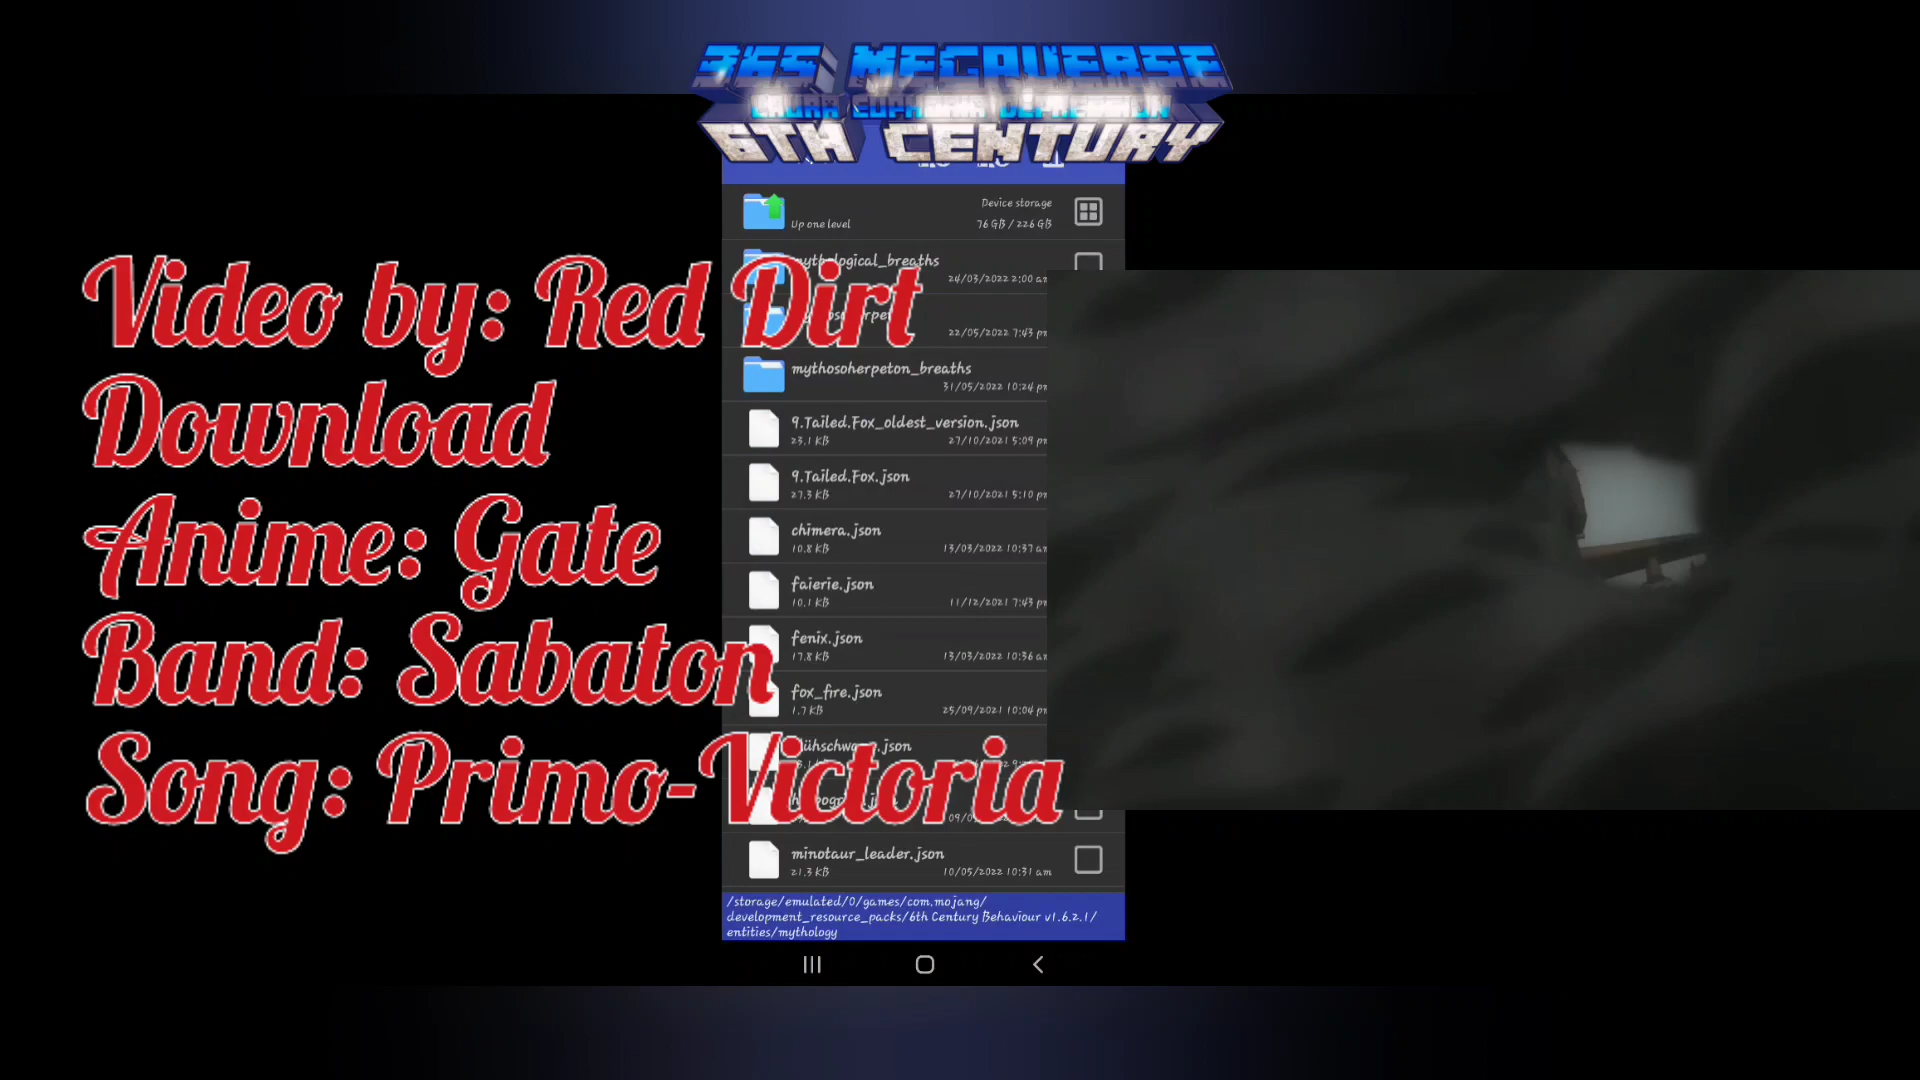 365 MEGAVERSE
6TH CENTURY
Device storage
Up one level
76 GB / 226 GB
mythological_breaths
24/03/2022 2:00 am
22/05/2022 7:43 pm
mythosoherpeton_breaths
31/05/2022 10:24 pm
9.Tailed.Fox_oldest_version.json
23.1 KB 27/10/2021 5:09 pm
9.Tailed.Fox.json
27.3 KB 27/10/2021 5:10 pm
chimera.json
10.8 KB 13/03/2022 10:37 am
faierie.json
10.1 KB 11/12/2021 7:43 pm
fenix.json
17.8 KB 13/03/2022 10:36 am
fox_fire.json
1.7 KB 25/09/2021 10:04 pm
minotaur_leader.json
21.3 KB 10/05/2022 10:31 am
/storage/emulated/0/games/com.mojang/
development_resource_packs/6th Century Behaviour v1.6.2.1/
entities/mythology
Video by: Red Dirt
Download
Anime: Gate
Band: Sabaton
Song: Primo-Victoria